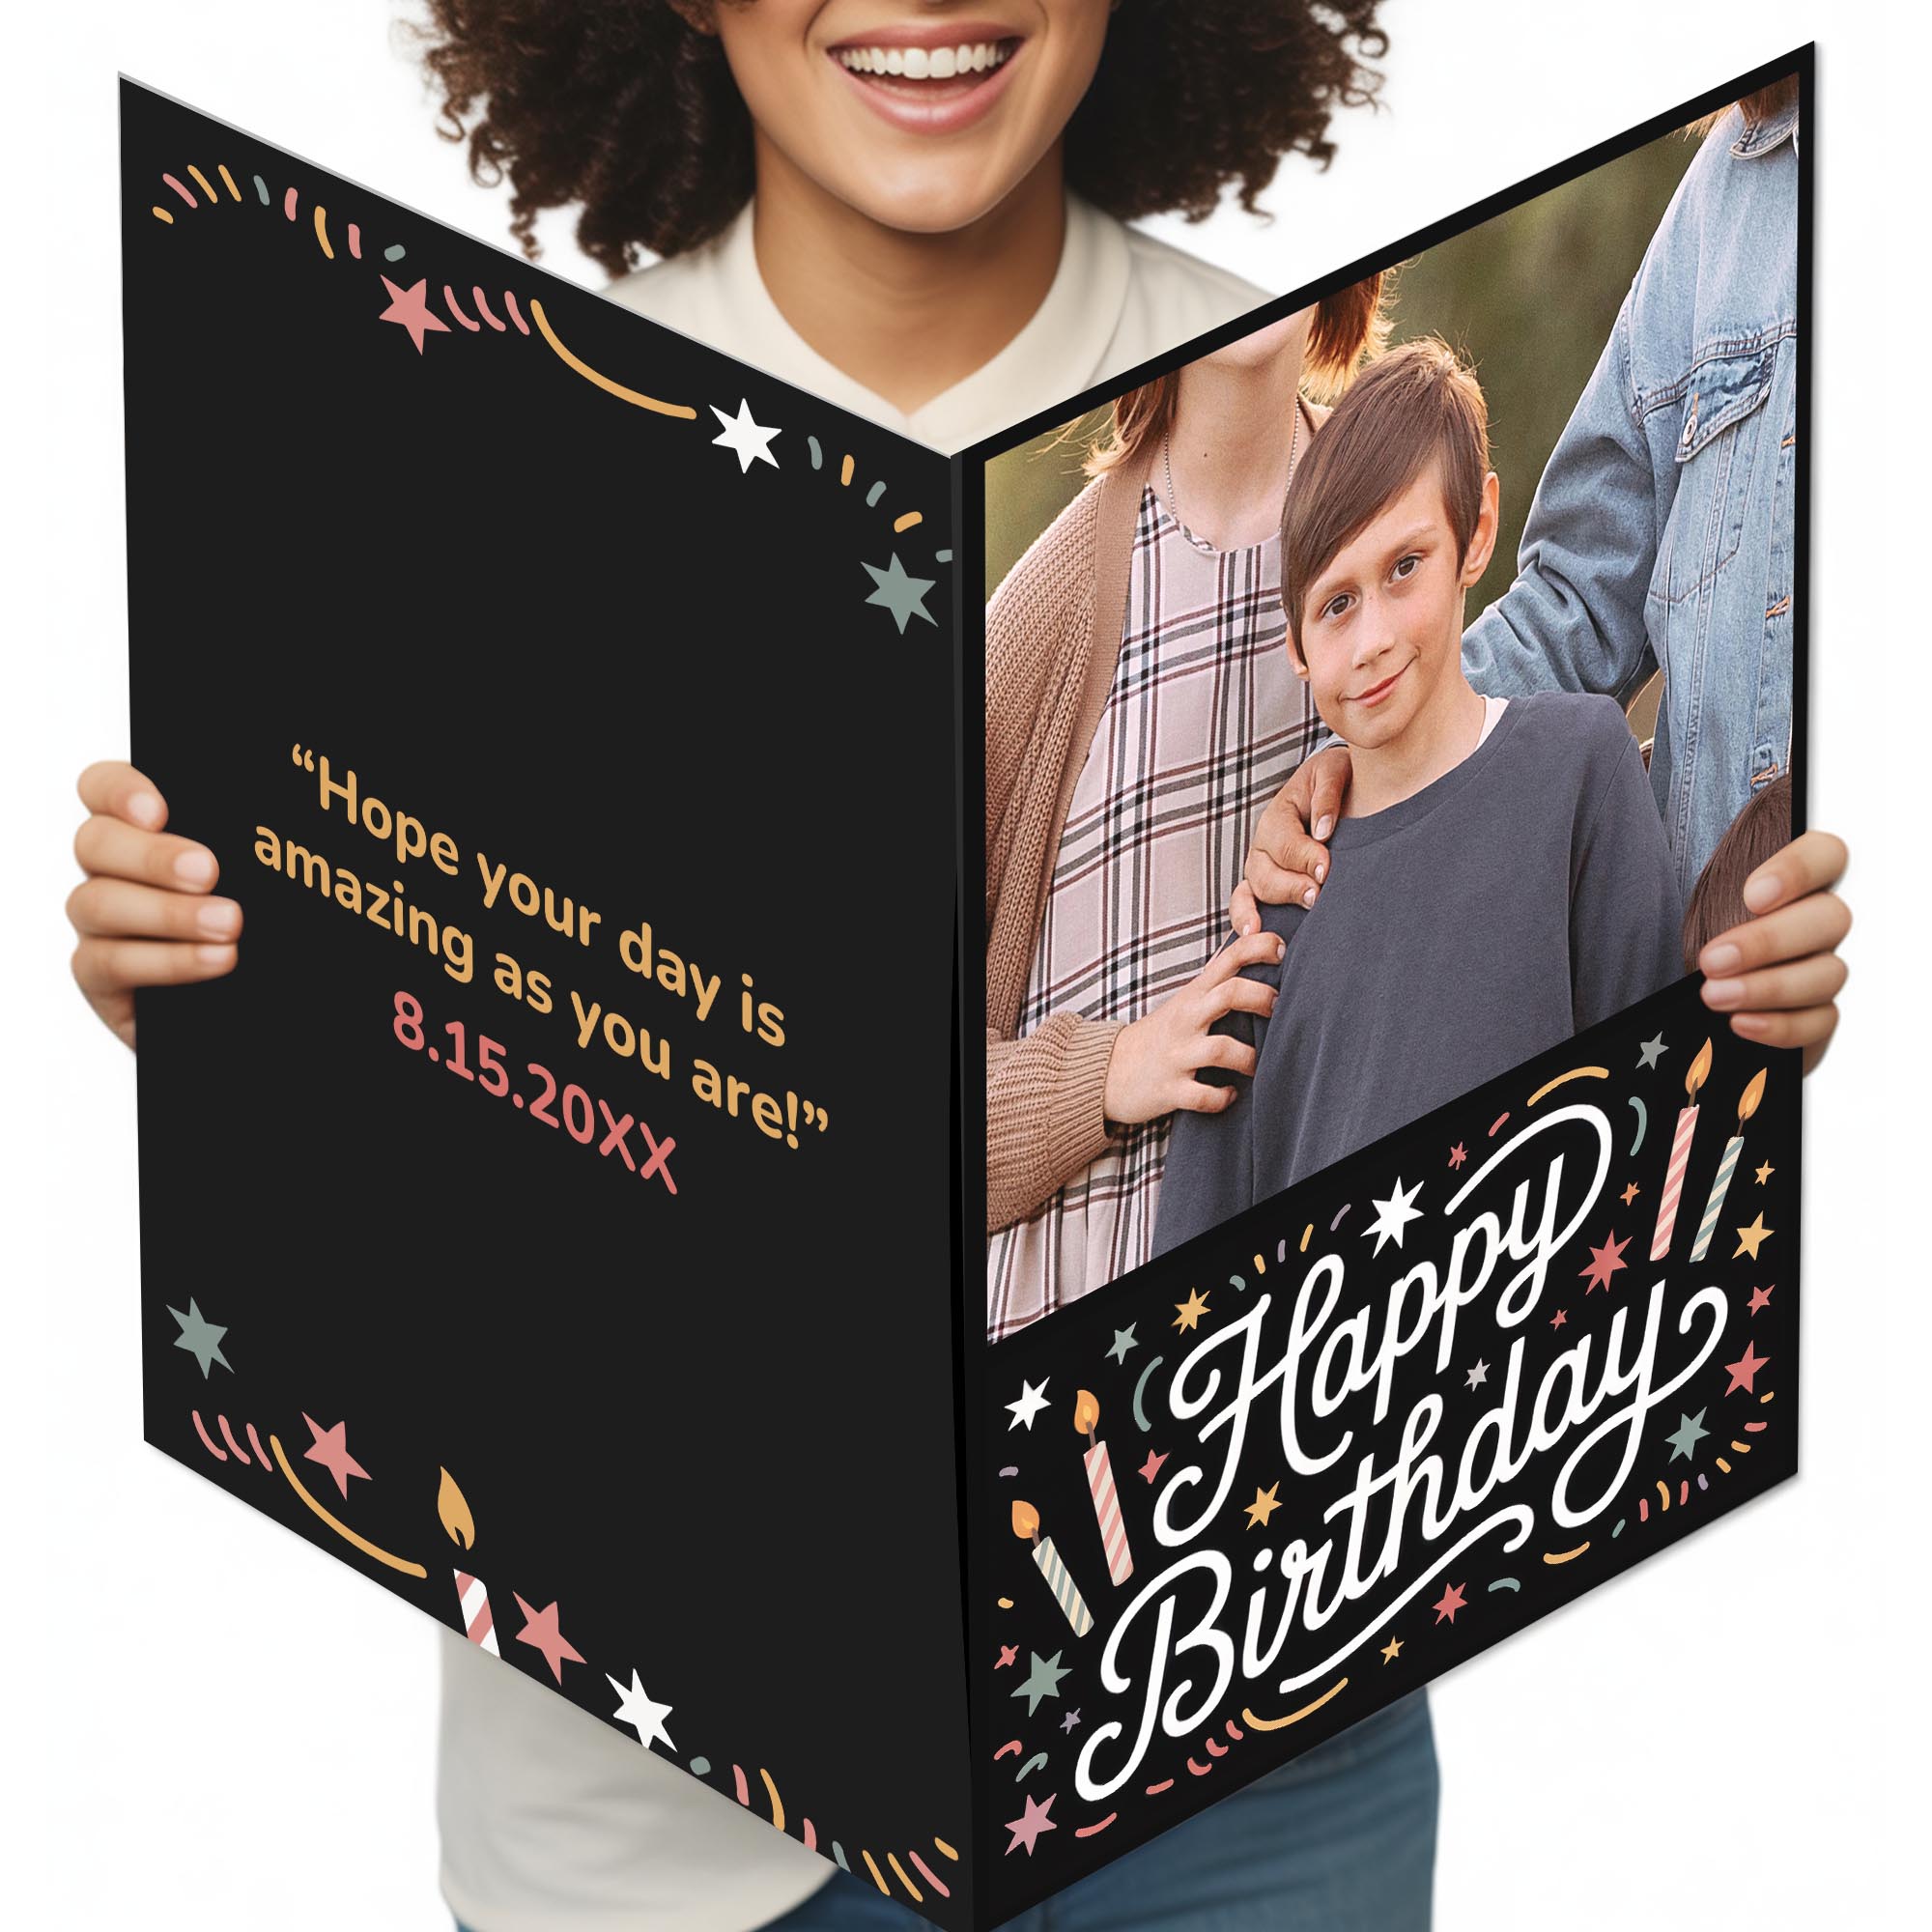 “Hope your day is
amazing as you are!”
8.15.20XX
Happy
Birthday